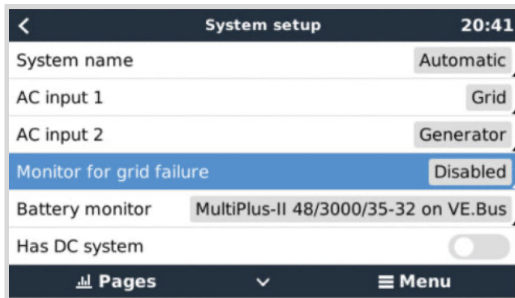 System setup 20:41
System name Automatic
AC input 1 Grid
AC input 2 Generator
Monitor for grid failure Disabled
Battery monitor MultiPlus-II 48/3000/35-32 on VE.Bus
Has DC system
Pages Menu